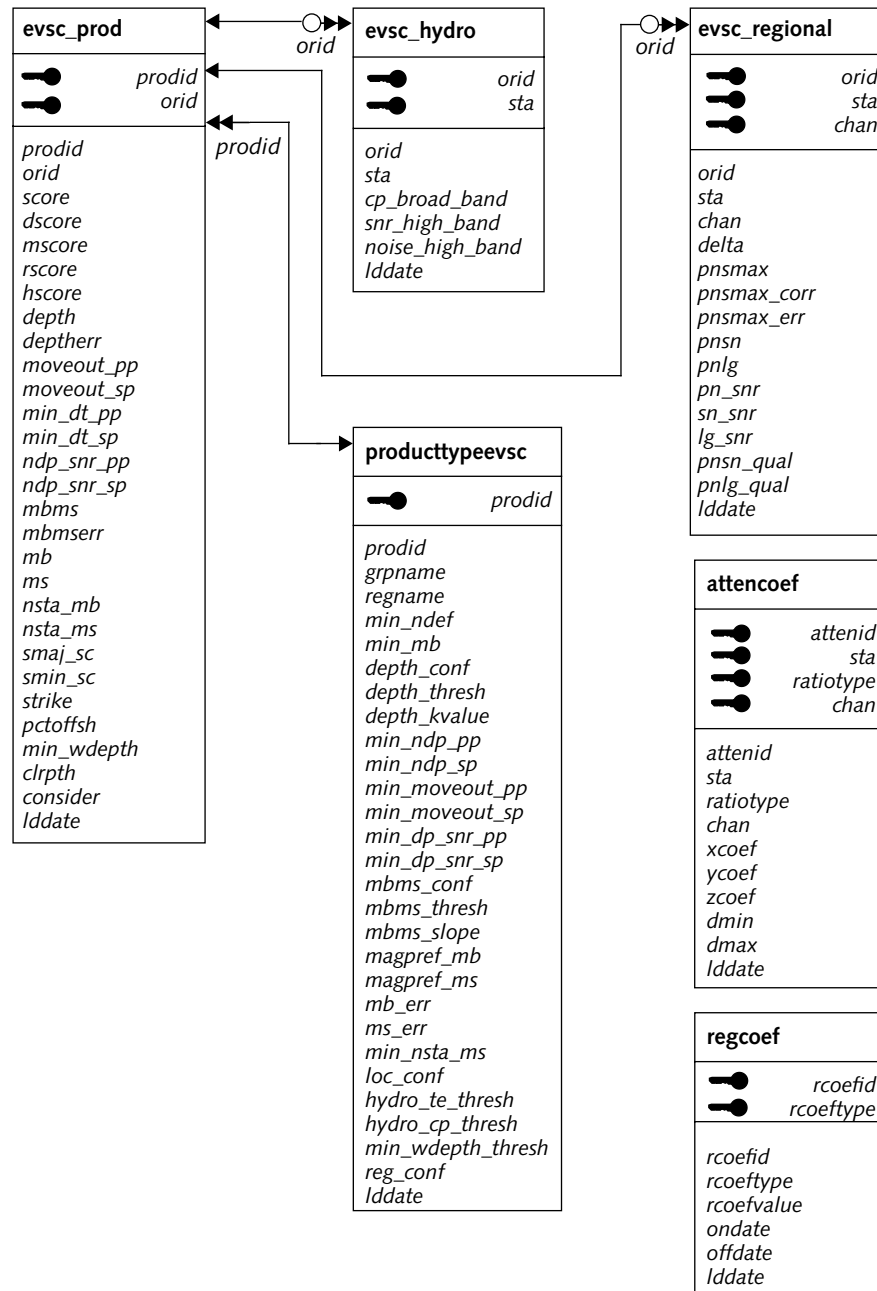 evsc_prod
prodid
orid
prodid
orid
score
dscore
mscore
rscore
hscore
depth
deptherr
moveout_pp
moveout_sp
min_dt_pp
min_dt_sp
ndp_snr_pp
ndp_snr_sp
mbms
mbmserr
mb
ms
nsta_mb
nsta_ms
smaj_sc
smin_sc
strike
pctoffsh
min_wdepth
clrpth
consider
lddate
orid
prodid
evsc_hydro
orid
sta
orid
sta
cp_broad_band
snr_high_band
noise_high_band
lddate
producttypeevsc
prodid
prodid
grpname
regname
min_ndef
min_mb
depth_conf
depth_thresh
depth_kvalue
min_ndp_pp
min_ndp_sp
min_moveout_pp
min_moveout_sp
min_dp_snr_pp
min_dp_snr_sp
mbms_conf
mbms_thresh
mbms_slope
magpref_mb
magpref_ms
mb_err
ms_err
min_nsta_ms
loc_conf
hydro_te_thresh
hydro_cp_thresh
min_wdepth_thresh
reg_conf
lddate
orid
evsc_regional
orid
sta
chan
orid
sta
chan
delta
pnsmax
pnsmax_corr
pnsmax_err
pnsn
pnlg
pn_snr
sn_snr
lg_snr
pnsn_qual
pnlg_qual
lddate
attencoef
attenid
sta
ratiotype
chan
attenid
sta
ratiotype
chan
xcoef
ycoef
zcoef
dmin
dmax
lddate
regcoef
rcoefid
rcoeftype
rcoefid
rcoeftype
rcoefvalue
ondate
offdate
lddate